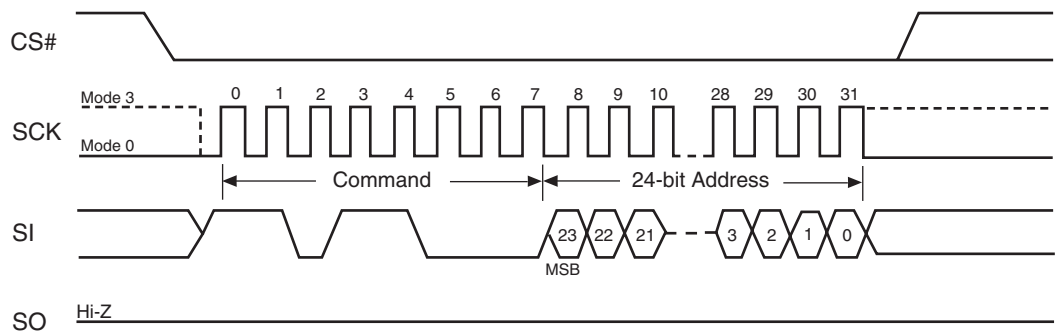 CS#
Mode 3
0 1 2 3 4 5 6 7 8 9 10 28 29 30 31
SCK
Mode 0
Command 24-bit Address
SI
23 22 21 3 2 1 0
MSB
Hi-Z
SO